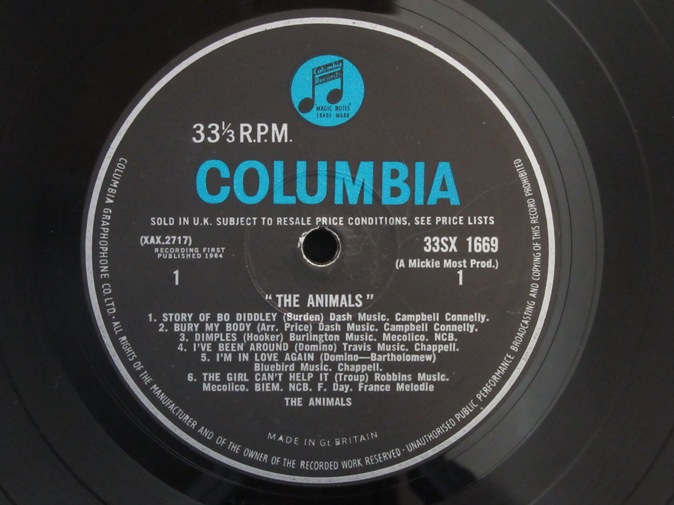 Columbia
Records
MAGIC NOTES
TRADE MARK
33⅓ R.P.M.
COLUMBIA
SOLD IN U.K. SUBJECT TO RESALE PRICE CONDITIONS, SEE PRICE LISTS
(XAX.2717)
RECORDING FIRST
PUBLISHED 1964
1
33SX 1669
(A Mickie Most Prod.)
1
"THE ANIMALS"
1. STORY OF BO DIDDLEY (Burden) Dash Music. Campbell Connelly.
2. BURY MY BODY (Arr. Price) Dash Music. Campbell Connelly.
3. DIMPLES (Hooker) Burlington Music. Mecolico. NCB.
4. I'VE BEEN AROUND (Domino) Travis Music. Chappell.
5. I'M IN LOVE AGAIN (Domino—Bartholomew)
Bluebird Music. Chappell.
6. THE GIRL CAN'T HELP IT (Troup) Robbins Music.
Mecolico. BIEM. NCB. F. Day. France Melodie
THE ANIMALS
MADE IN GT. BRITAIN
COLUMBIA GRAPHOPHONE CO. LTD. · ALL RIGHTS OF THE MANUFACTURER AND OF THE OWNER OF THE RECORDED WORK RESERVED · UNAUTHORISED PUBLIC PERFORMANCE BROADCASTING AND COPYING OF THIS RECORD PROHIBITED